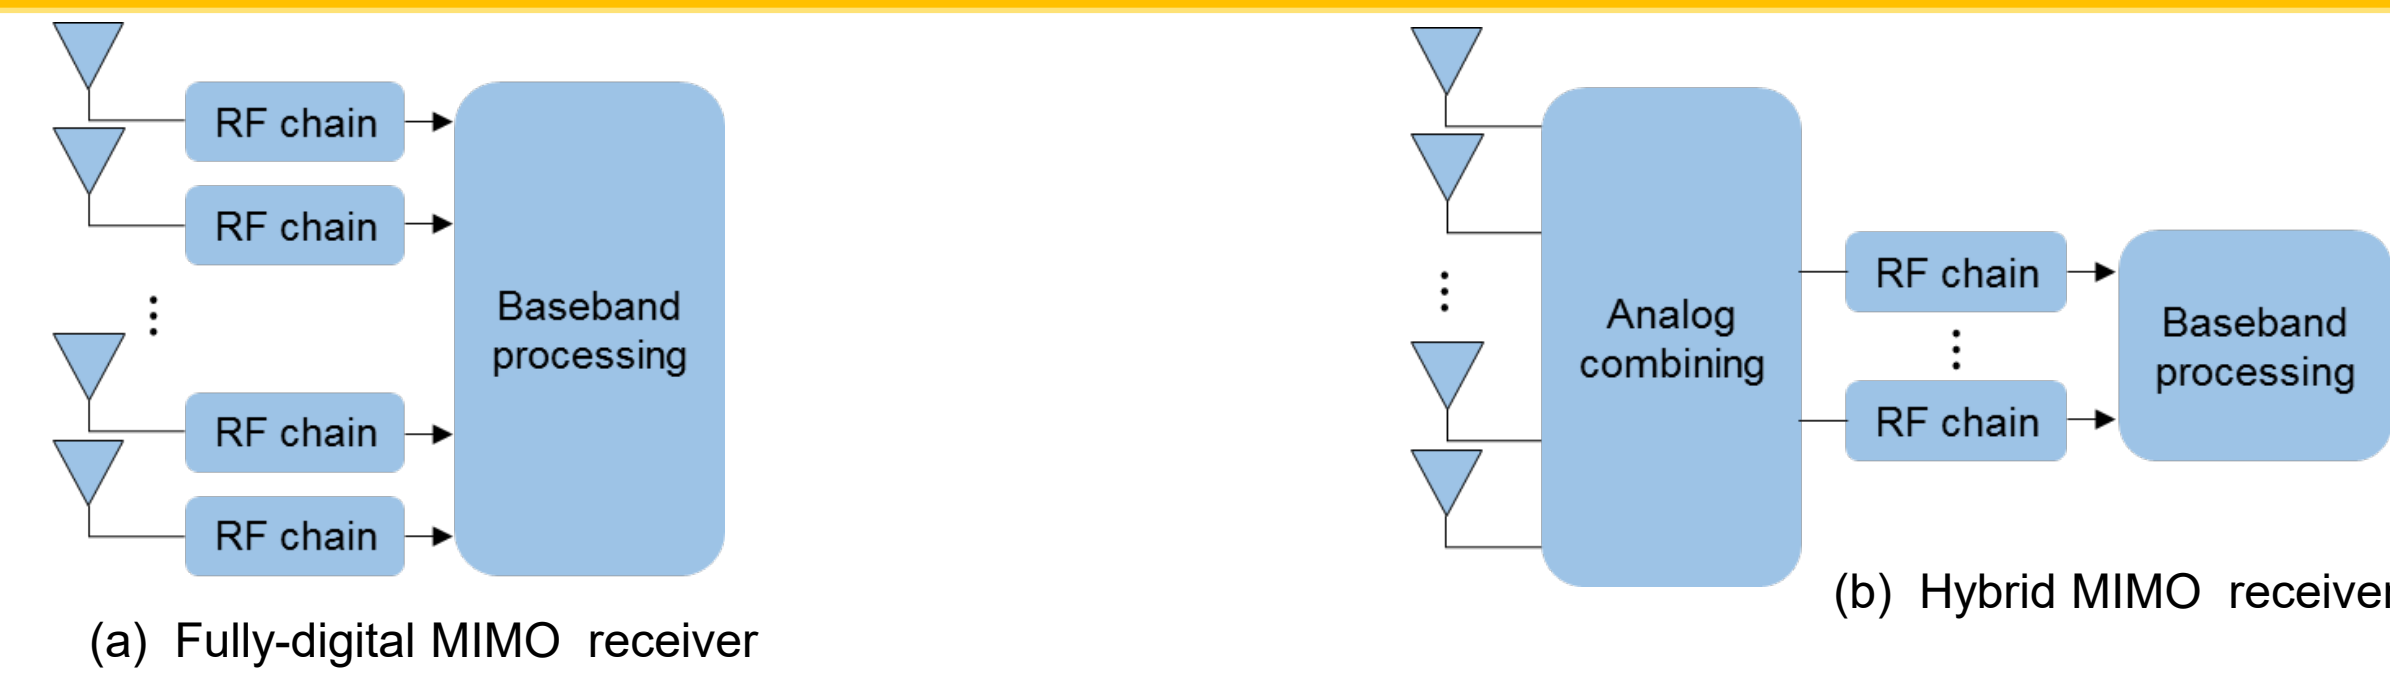 RF chain
RF chain
RF chain
RF chain
Baseband
processing
(a) Fully-digital MIMO receiver
Analog
combining
RF chain
RF chain
Baseband
processing
(b) Hybrid MIMO receiver